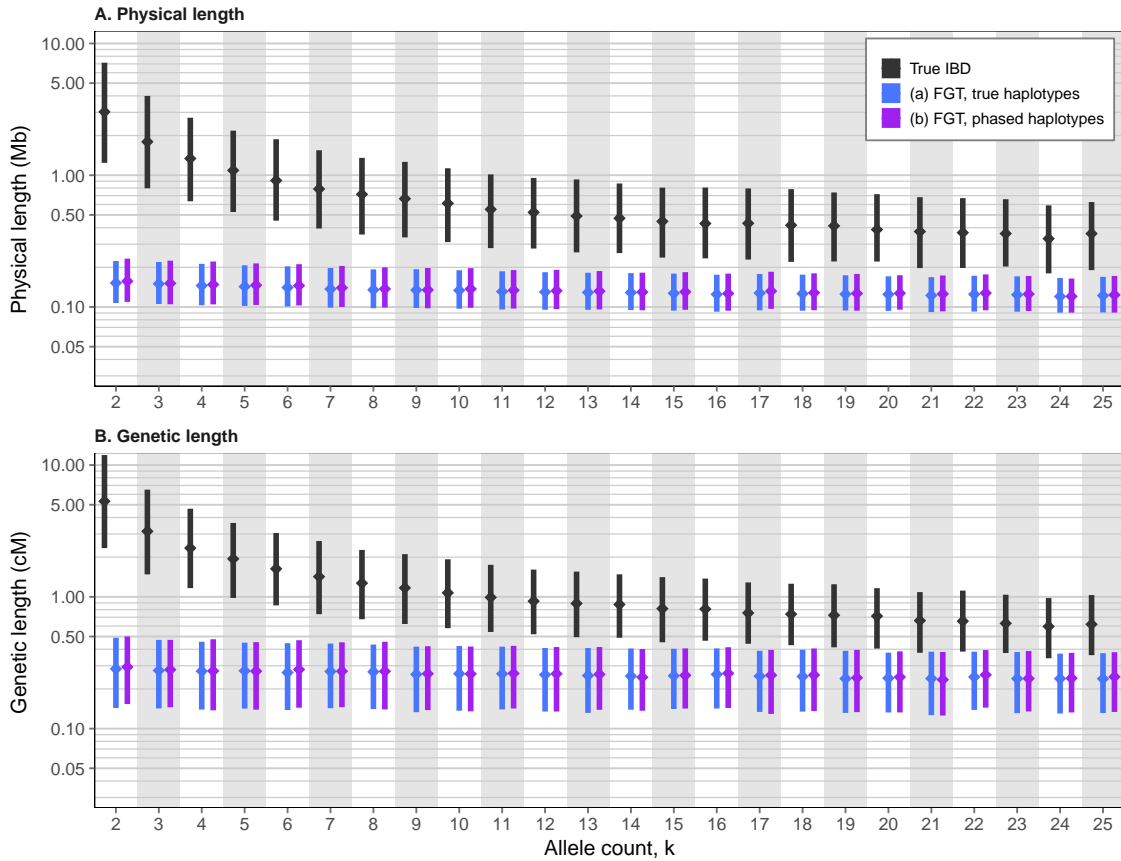 A. Physical length
Physical length (Mb)
10.00
5.00
1.00
0.50
0.10
0.05
True IBD
(a) FGT, true haplotypes
(b) FGT, phased haplotypes
2 3 4 5 6 7 8 9 10 11 12 13 14 15 16 17 18 19 20 21 22 23 24 25
B. Genetic length
Genetic length (cM)
10.00
5.00
1.00
0.50
0.10
0.05
2 3 4 5 6 7 8 9 10 11 12 13 14 15 16 17 18 19 20 21 22 23 24 25
Allele count, k